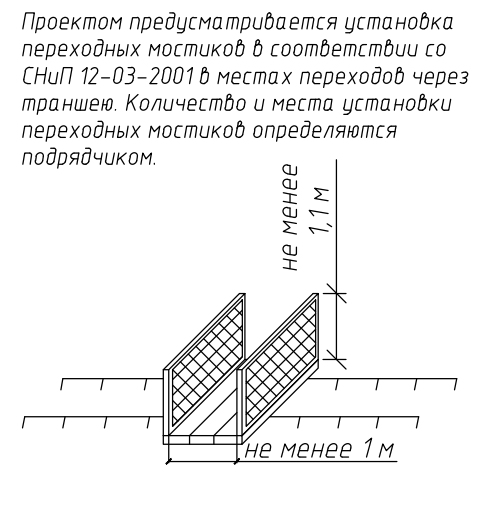 Проектом предусматривается установка
переходных мостиков в соответствии со
СНиП 12-03-2001 в местах переходов через
траншею. Количество и места установки
переходных мостиков определяются
подрядчиком.
не менее
1,1 м
не менее 1 м